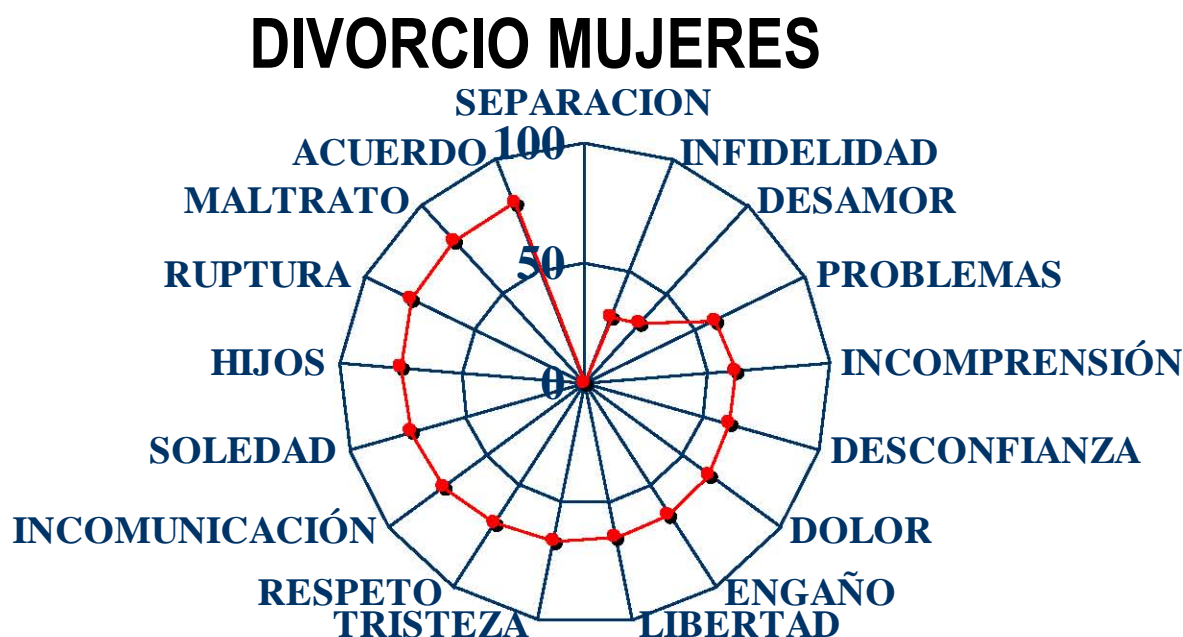 DIVORCIO MUJERES
SEPARACION
100
ACUERDO
INFIDELIDAD
MALTRATO
DESAMOR
50
RUPTURA
PROBLEMAS
HIJOS
INCOMPRENSIÓN
0
SOLEDAD
DESCONFIANZA
INCOMUNICACIÓN
DOLOR
RESPETO
ENGAÑO
TRISTEZA
LIBERTAD